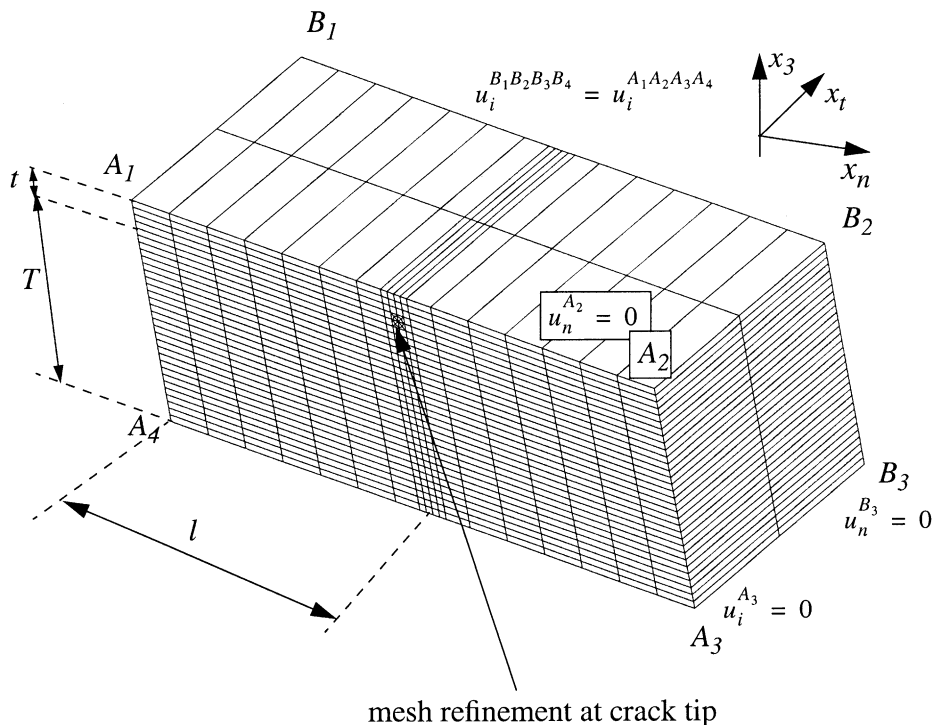 B1
x3
u_i^{B1B2B3B4} = u_i^{A1A2A3A4}
xt
A1
xn
t
B2
T
u_n^{A2} = 0
A2
A4
B3
u_n^{B3} = 0
l
u_i^{A3} = 0
A3
mesh refinement at crack tip